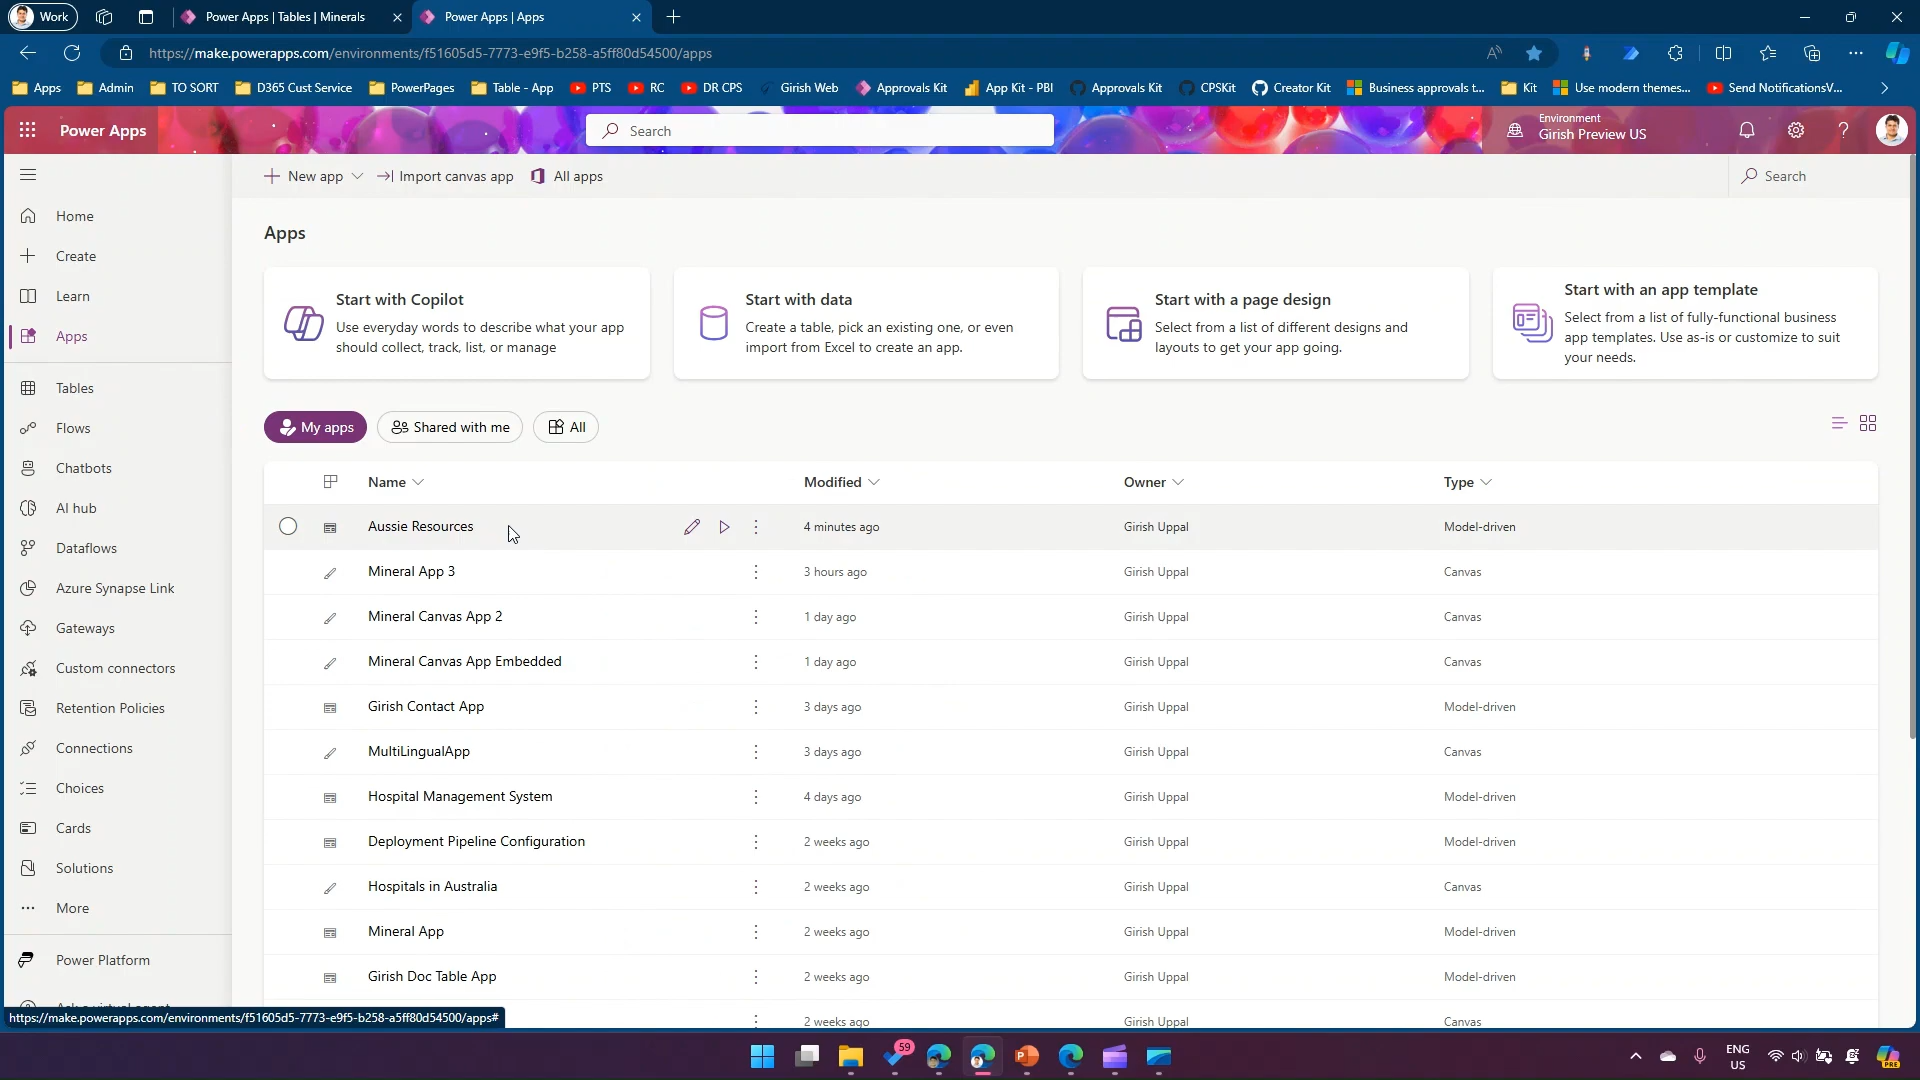 Work
Power Apps | Tables | Minerals
Power Apps | Apps
https://make.powerapps.com/environments/f51605d5-7773-e9f5-b258-a5ff80d54500/apps
Apps
Admin
TO SORT
D365 Cust Service
PowerPages
Table - App
PTS
RC
DR CPS
Girish Web
Approvals Kit
App Kit - PBI
Approvals Kit
CPSKit
Creator Kit
Business approvals t...
Kit
Use modern themes...
Send NotificationsV...
Power Apps
Search
Environment
Girish Preview US
New app
Import canvas app
All apps
Search
Home
Create
Learn
Apps
Tables
Flows
Chatbots
AI hub
Dataflows
Azure Synapse Link
Gateways
Custom connectors
Retention Policies
Connections
Choices
Cards
Solutions
More
Power Platform
Apps
Start with Copilot
Use everyday words to describe what your app
should collect, track, list, or manage
Start with data
Create a table, pick an existing one, or even
import from Excel to create an app.
Start with a page design
Select from a list of different designs and
layouts to get your app going.
Start with an app template
Select from a list of fully-functional business
app templates. Use as-is or customize to suit
your needs.
My apps
Shared with me
All
Name Modified Owner Type
Aussie Resources 4 minutes ago Girish Uppal Model-driven
Mineral App 3 3 hours ago Girish Uppal Canvas
Mineral Canvas App 2 1 day ago Girish Uppal Canvas
Mineral Canvas App Embedded 1 day ago Girish Uppal Canvas
Girish Contact App 3 days ago Girish Uppal Model-driven
MultiLingualApp 3 days ago Girish Uppal Canvas
Hospital Management System 4 days ago Girish Uppal Model-driven
Deployment Pipeline Configuration 2 weeks ago Girish Uppal Model-driven
Hospitals in Australia 2 weeks ago Girish Uppal Canvas
Mineral App 2 weeks ago Girish Uppal Model-driven
Girish Doc Table App 2 weeks ago Girish Uppal Model-driven
2 weeks ago Girish Uppal Canvas
https://make.powerapps.com/environments/f51605d5-7773-e9f5-b258-a5ff80d54500/apps#
59
ENG
US
PRE